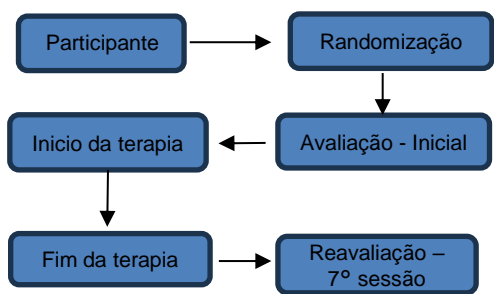 Participante
Randomização
Avaliação - Inicial
Inicio da terapia
Fim da terapia
Reavaliação –
7° sessão